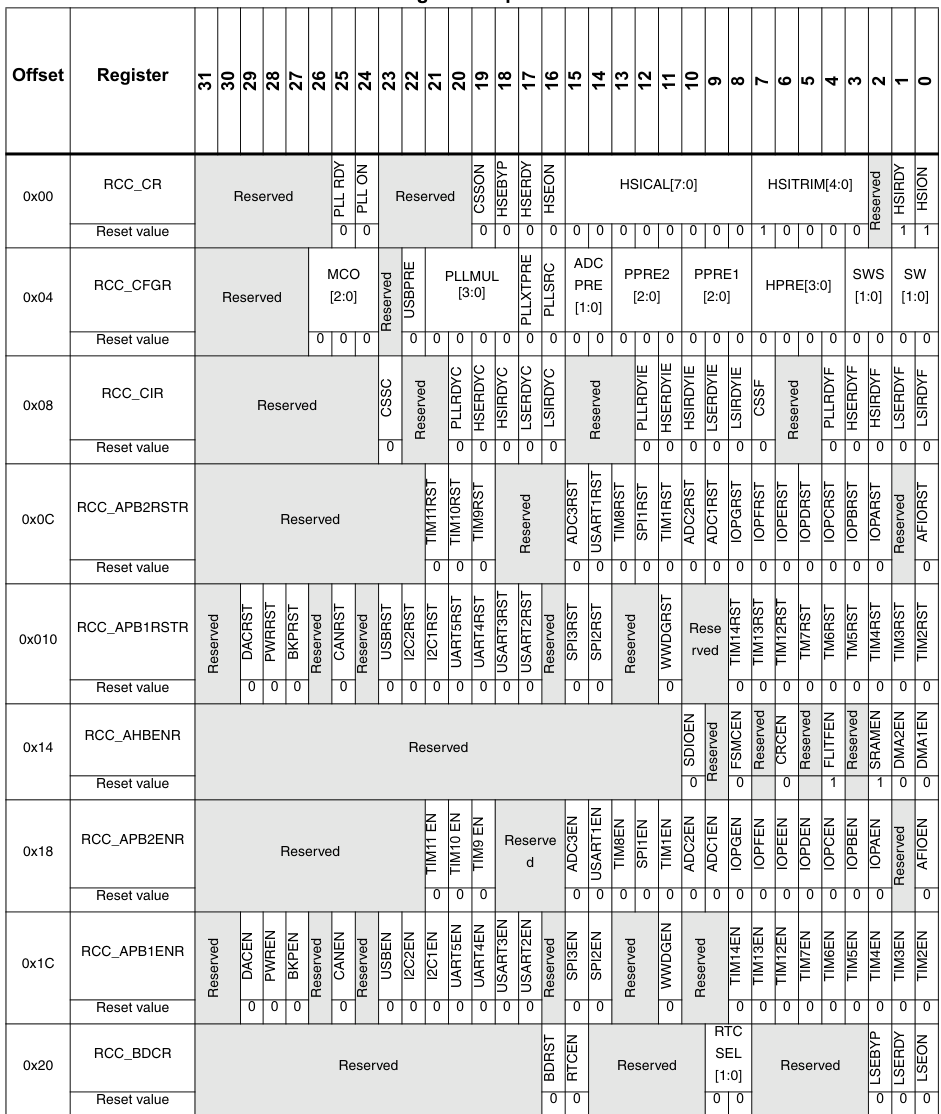 Offset Register 31 30 29 28 27 26 25 24 23 22 21 20 19 18 17 16 15 14 13 12 11 10 9 8 7 6 5 4 3 2 1 0
0x00 RCC_CR Reserved PLL RDY PLL ON Reserved CSSON HSEBYP HSERDY HSEON HSICAL[7:0] HSITRIM[4:0] Reserved HSIRDY HSION
Reset value 0 0 0 0 0 0 0 0 0 0 0 0 0 0 1 0 0 0 0 1 1
0x04 RCC_CFGR Reserved MCO [2:0] Reserved USBPRE PLLMUL [3:0] PLLXTPRE PLLSRC ADC PRE [1:0] PPRE2 [2:0] PPRE1 [2:0] HPRE[3:0] SWS [1:0] SW [1:0]
Reset value 0 0 0 0 0 0 0 0 0 0 0 0 0 0 0 0 0 0 0 0 0 0 0 0 0 0
0x08 RCC_CIR Reserved CSSC Reserved PLLRDYC HSERDYC HSIRDYC LSERDYC LSIRDYC Reserved PLLRDYIE HSERDYIE HSIRDYIE LSERDYIE LSIRDYIE CSSF Reserved PLLRDYF HSERDYF HSIRDYF LSERDYF LSIRDYF
Reset value 0 0 0 0 0 0 0 0 0 0 0 0 0 0 0 0 0
0x0C RCC_APB2RSTR Reserved TIM11RST TIM10RST TIM9RST Reserved ADC3RST USART1RST TIM8RST SPI1RST TIM1RST ADC2RST ADC1RST IOPGRST IOPFRST IOPERST IOPDRST IOPCRST IOPBRST IOPARST Reserved AFIORST
Reset value 0 0 0 0 0 0 0 0 0 0 0 0 0 0 0 0 0 0
0x010 RCC_APB1RSTR Reserved DACRST PWRRST BKPRST Reserved CANRST Reserved USBRST I2C2RST I2C1RST UART5RST UART4RST USART3RST USART2RST Reserved SPI3RST SPI2RST Reserved WWDGRST Rese rved TIM14RST TIM13RST TIM12RST TM7RST TM6RST TM5RST TIM4RST TIM3RST TIM2RST
Reset value 0 0 0 0 0 0 0 0 0 0 0 0 0 0 0 0 0 0 0 0 0 0 0
0x14 RCC_AHBENR Reserved SDIOEN Reserved FSMCEN Reserved CRCEN Reserved FLITFEN Reserved SRAMEN DMA2EN DMA1EN
Reset value 0 0 0 1 1 0 0
0x18 RCC_APB2ENR Reserved TIM11 EN TIM10 EN TIM9 EN Reserve d ADC3EN USART1EN TIM8EN SPI1EN TIM1EN ADC2EN ADC1EN IOPGEN IOPFEN IOPEEN IOPDEN IOPCEN IOPBEN IOPAEN Reserved AFIOEN
Reset value 0 0 0 0 0 0 0 0 0 0 0 0 0 0 0 0 0 0
0x1C RCC_APB1ENR Reserved DACEN PWREN BKPEN Reserved CANEN Reserved USBEN I2C2EN I2C1EN UART5EN UART4EN USART3EN USART2EN Reserved SPI3EN SPI2EN Reserved WWDGEN Reserved TIM14EN TIM13EN TIM12EN TIM7EN TIM6EN TIM5EN TIM4EN TIM3EN TIM2EN
Reset value 0 0 0 0 0 0 0 0 0 0 0 0 0 0 0 0 0 0 0 0 0 0 0
0x20 RCC_BDCR Reserved BDRST RTCEN Reserved RTC SEL [1:0] Reserved LSEBYP LSERDY LSEON
Reset value 0 0 0 0 0 0 0